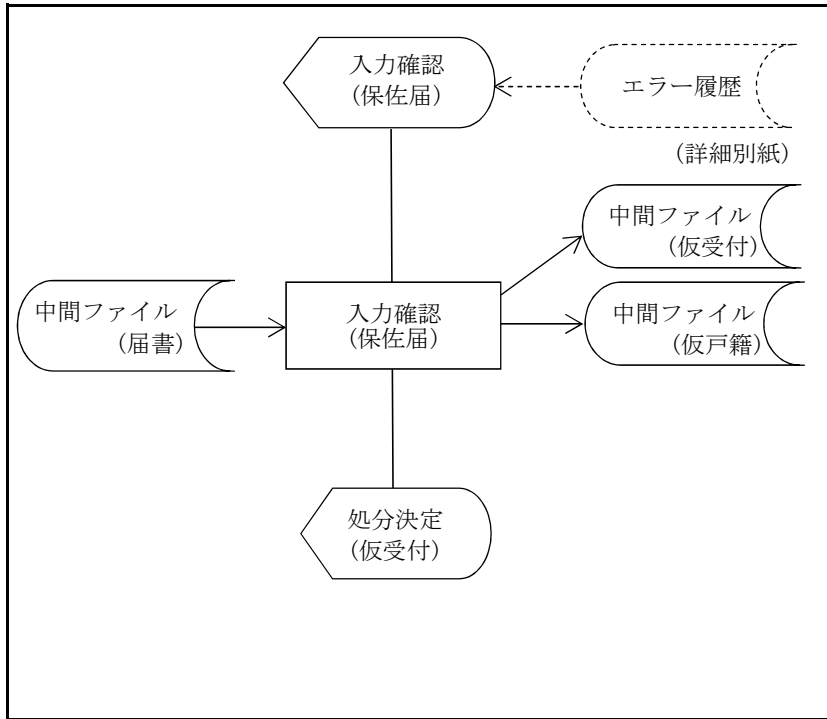 入力確認
(保佐届)
エラー履歴
(詳細別紙)
中間ファイル
(仮受付)
中間ファイル
(届書)
入力確認
(保佐届)
中間ファイル
(仮戸籍)
処分決定
(仮受付)